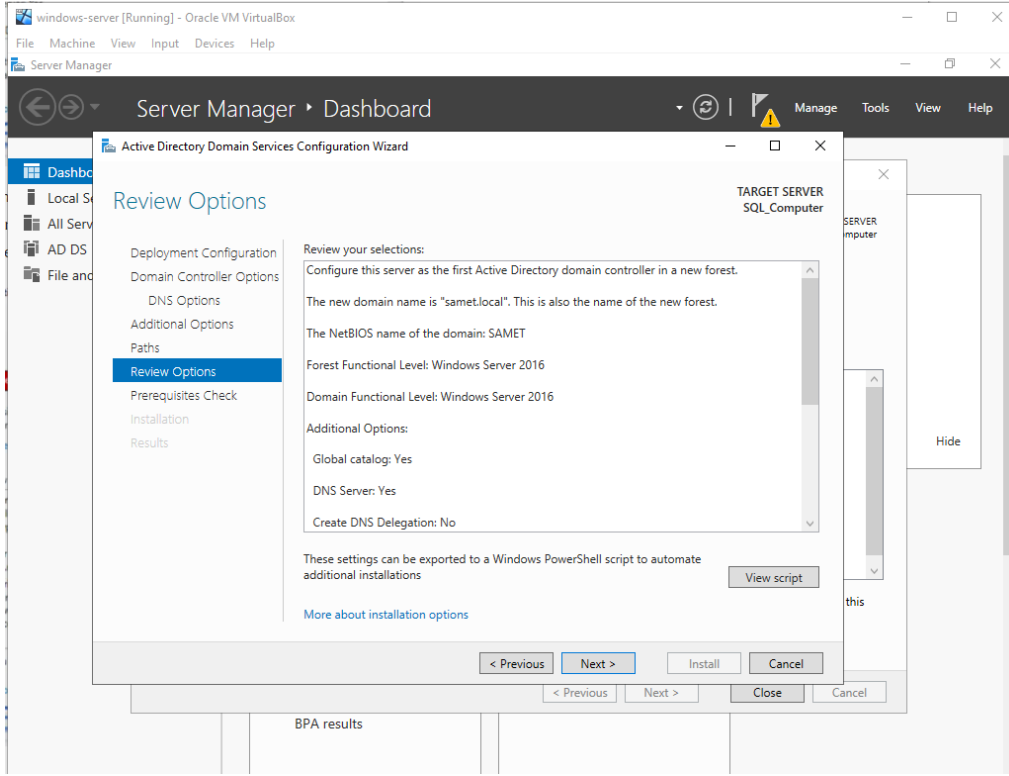 windows-server [Running] - Oracle VM VirtualBox
File Machine View Input Devices Help
Server Manager
Server Manager • Dashboard
Manage Tools View Help
Active Directory Domain Services Configuration Wizard
Dashbo
Local Se
All Serv
AD DS
File and
Review Options
TARGET SERVER
SQL_Computer
SERVER
omputer
Deployment Configuration
Domain Controller Options
DNS Options
Additional Options
Paths
Review Options
Prerequisites Check
Installation
Results
Review your selections:
Configure this server as the first Active Directory domain controller in a new forest.
The new domain name is "samet.local". This is also the name of the new forest.
The NetBIOS name of the domain: SAMET
Forest Functional Level: Windows Server 2016
Domain Functional Level: Windows Server 2016
Additional Options:
Global catalog: Yes
DNS Server: Yes
Create DNS Delegation: No
These settings can be exported to a Windows PowerShell script to automate
additional installations
View script
More about installation options
< Previous Next > Install Cancel
Hide
this
< Previous Next > Close Cancel
BPA results